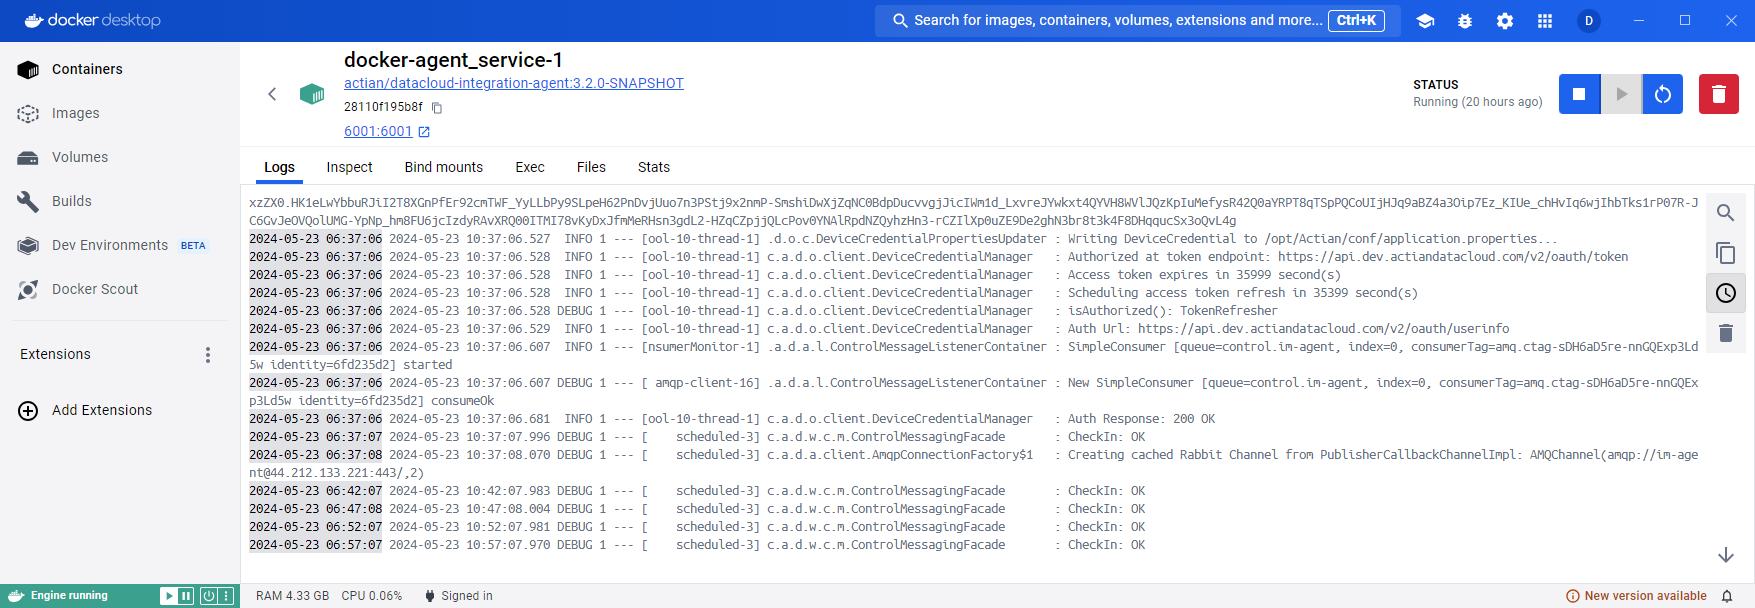 docker desktop
Search for images, containers, volumes, extensions and more... Ctrl+K
D
Containers
Images
Volumes
Builds
Dev Environments BETA
Docker Scout
Extensions
Add Extensions
docker-agent_service-1
actian/datacloud-integration-agent:3.2.0-SNAPSHOT
28110f195b8f
6001:6001
STATUS
Running (20 hours ago)
Logs Inspect Bind mounts Exec Files Stats
2024-05-23 06:37:06 2024-05-23 10:37:06.527 INFO 1 --- [ool-10-thread-1] .d.o.c.DeviceCredentialPropertiesUpdater : Writing DeviceCredential to /opt/Actian/conf/application.properties...
2024-05-23 06:37:06 2024-05-23 10:37:06.528 INFO 1 --- [ool-10-thread-1] c.a.d.o.client.DeviceCredentialManager : Authorized at token endpoint: https://api.dev.actiandatacloud.com/v2/oauth/token
2024-05-23 06:37:06 2024-05-23 10:37:06.528 INFO 1 --- [ool-10-thread-1] c.a.d.o.client.DeviceCredentialManager : Access token expires in 35999 second(s)
2024-05-23 06:37:06 2024-05-23 10:37:06.528 INFO 1 --- [ool-10-thread-1] c.a.d.o.client.DeviceCredentialManager : Scheduling access token refresh in 35399 second(s)
2024-05-23 06:37:06 2024-05-23 10:37:06.528 DEBUG 1 --- [ool-10-thread-1] c.a.d.o.client.DeviceCredentialManager : isAuthorized(): TokenRefresher
2024-05-23 06:37:06 2024-05-23 10:37:06.529 INFO 1 --- [ool-10-thread-1] c.a.d.o.client.DeviceCredentialManager : Auth Url: https://api.dev.actiandatacloud.com/v2/oauth/userinfo
2024-05-23 06:37:06 2024-05-23 10:37:06.607 INFO 1 --- [nsumerMonitor-1] .a.d.a.l.ControlMessageListenerContainer : SimpleConsumer [queue=control.im-agent, index=0, consumerTag=amq.ctag-sDH6aD5re-nnGQExp3Ld
5w identity=6fd235d2] started
2024-05-23 06:37:06 2024-05-23 10:37:06.607 DEBUG 1 --- [ amqp-client-16] .a.d.a.l.ControlMessageListenerContainer : New SimpleConsumer [queue=control.im-agent, index=0, consumerTag=amq.ctag-sDH6aD5re-nnGQEx
p3Ld5w identity=6fd235d2] consumeOk
2024-05-23 06:37:06 2024-05-23 10:37:06.681 INFO 1 --- [ool-10-thread-1] c.a.d.o.client.DeviceCredentialManager : Auth Response: 200 OK
2024-05-23 06:37:07 2024-05-23 10:37:07.996 DEBUG 1 --- [ scheduled-3] c.a.d.w.c.m.ControlMessagingFacade : CheckIn: OK
2024-05-23 06:37:08 2024-05-23 10:37:08.070 DEBUG 1 --- [ scheduled-3] c.a.d.a.client.AmqpConnectionFactory$1 : Creating cached Rabbit Channel from PublisherCallbackChannelImpl: AMQChannel(amqp://im-age
nt@44.212.133.221:443/,2)
2024-05-23 06:42:07 2024-05-23 10:42:07.983 DEBUG 1 --- [ scheduled-3] c.a.d.w.c.m.ControlMessagingFacade : CheckIn: OK
2024-05-23 06:47:08 2024-05-23 10:47:08.004 DEBUG 1 --- [ scheduled-3] c.a.d.w.c.m.ControlMessagingFacade : CheckIn: OK
2024-05-23 06:52:07 2024-05-23 10:52:07.981 DEBUG 1 --- [ scheduled-3] c.a.d.w.c.m.ControlMessagingFacade : CheckIn: OK
2024-05-23 06:57:07 2024-05-23 10:57:07.970 DEBUG 1 --- [ scheduled-3] c.a.d.w.c.m.ControlMessagingFacade : CheckIn: OK
Engine running
RAM 4.33 GB CPU 0.06% Signed in
New version available